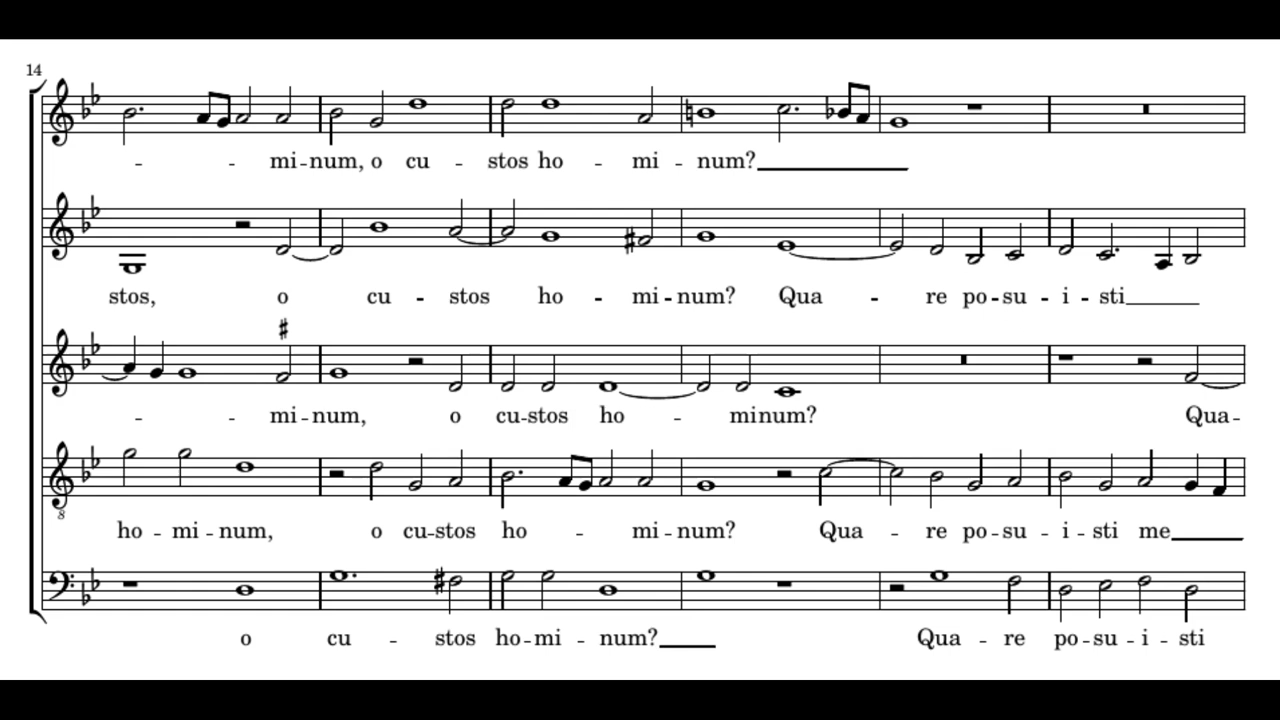 14
- - mi - num, o cu - stos ho - mi - num?
stos, o cu - stos ho - mi - num? Qua - re po - su - i - sti
- - mi - num, o cu - stos ho - minum? Qua -
8
ho - mi - num, o cu - stos ho - mi - num? Qua - re po - su - i - sti me
o cu - stos ho - mi - num? Qua - re po - su - i - sti